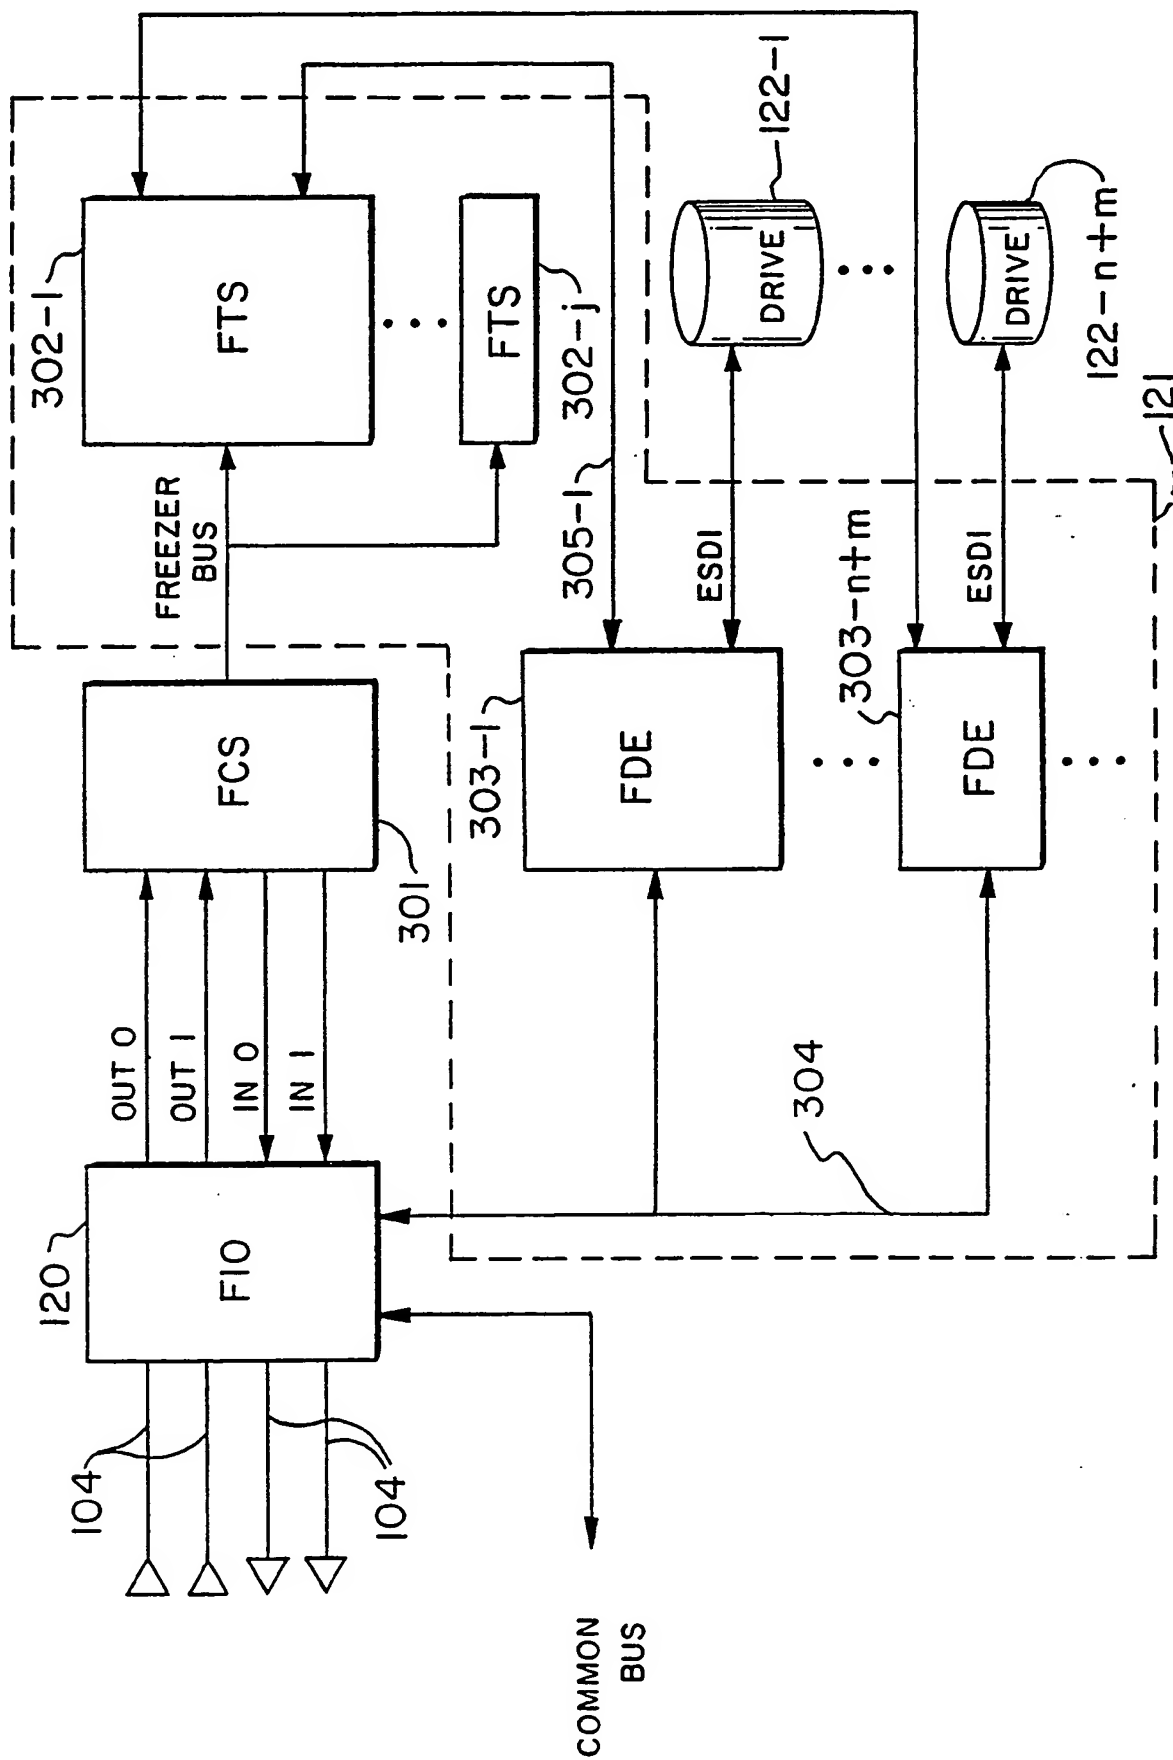 104
104
COMMON
BUS
120
FIO
OUT 0
OUT 1
IN 0
IN 1
FCS
301
FREEZER
BUS
302-1
FTS
FTS
302-j
304
303-1
FDE
305-1
ESDI
DRIVE
122-1
303-n+m
FDE
ESDI
DRIVE
122-n+m
121